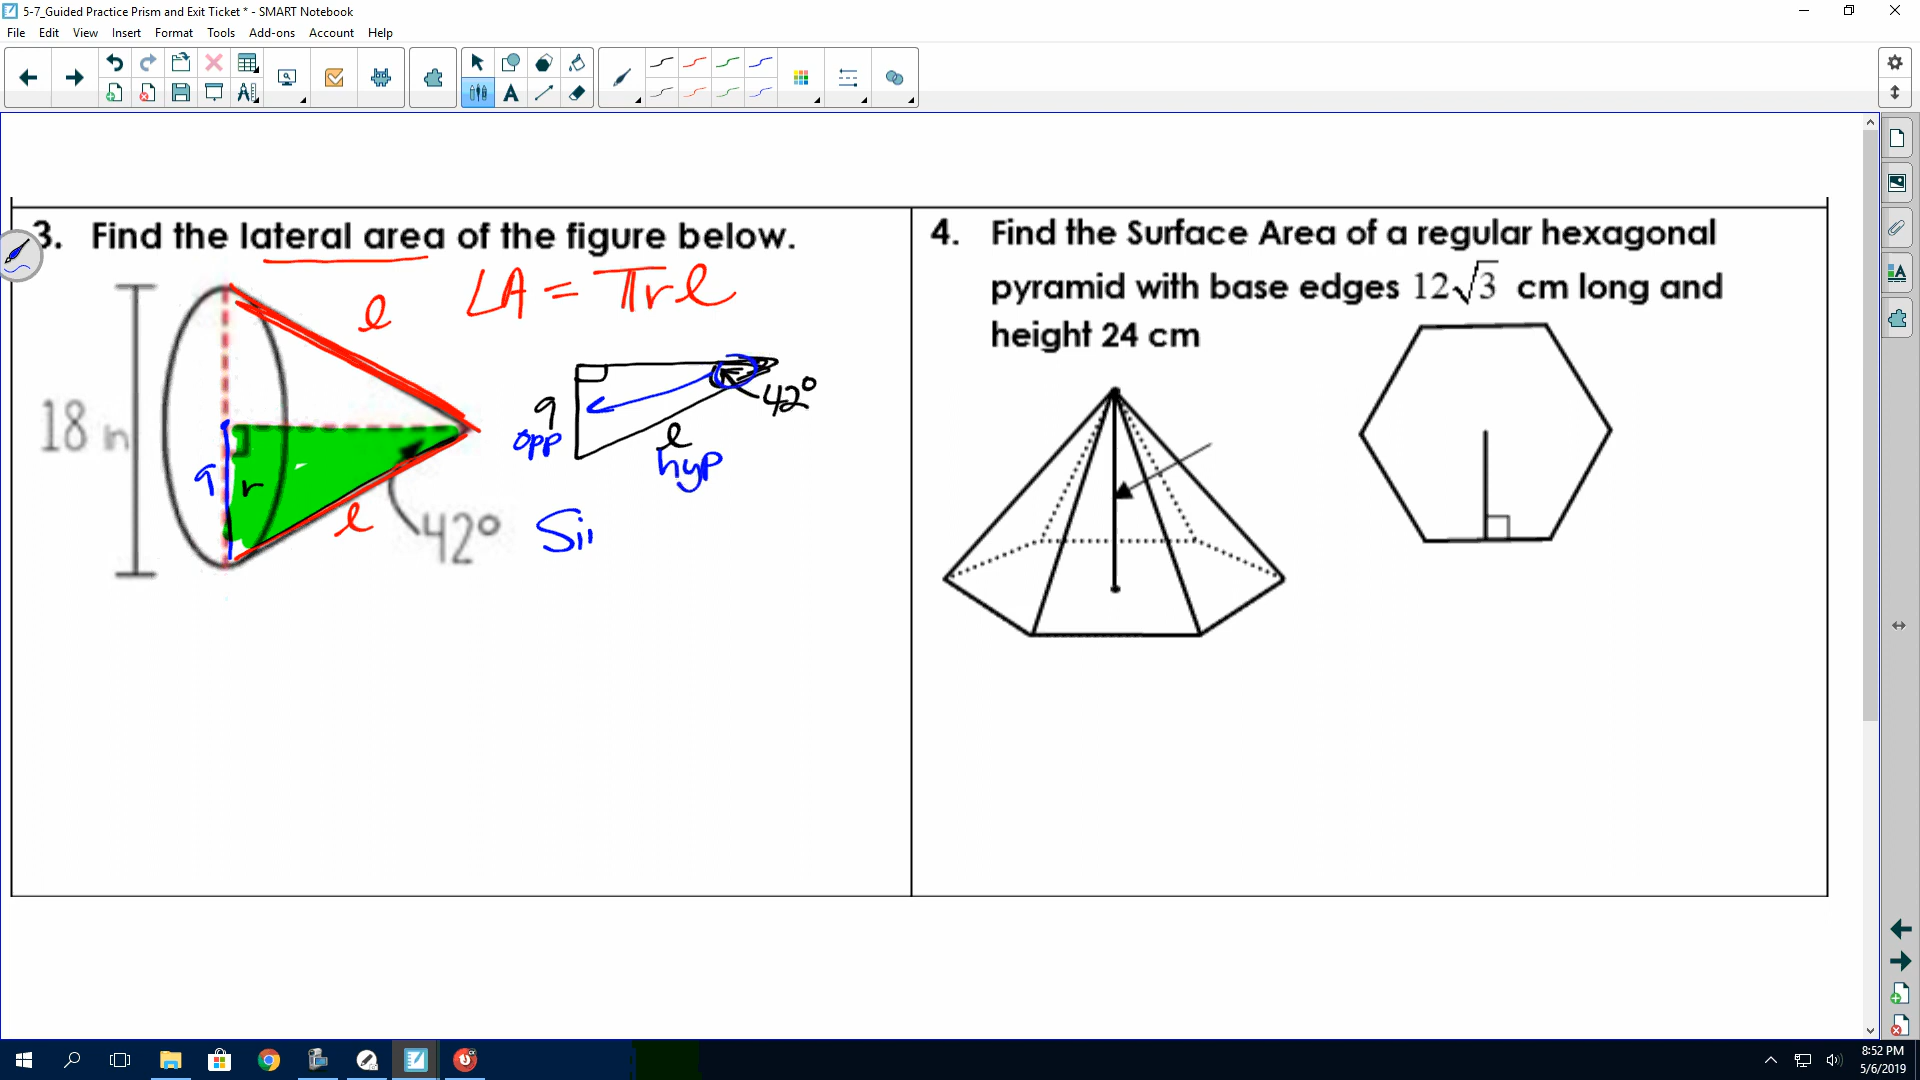 5-7_Guided Practice Prism and Exit Ticket * - SMART Notebook
File Edit View Insert Format Tools Add-ons Account Help
3. Find the lateral area of the figure below.
LA = πrl
l
18 in
9
r
l
42°
9
opp
l
hyp
42°
Sin
4. Find the Surface Area of a regular hexagonal
pyramid with base edges 12√3 cm long and
height 24 cm
8:52 PM
5/6/2019